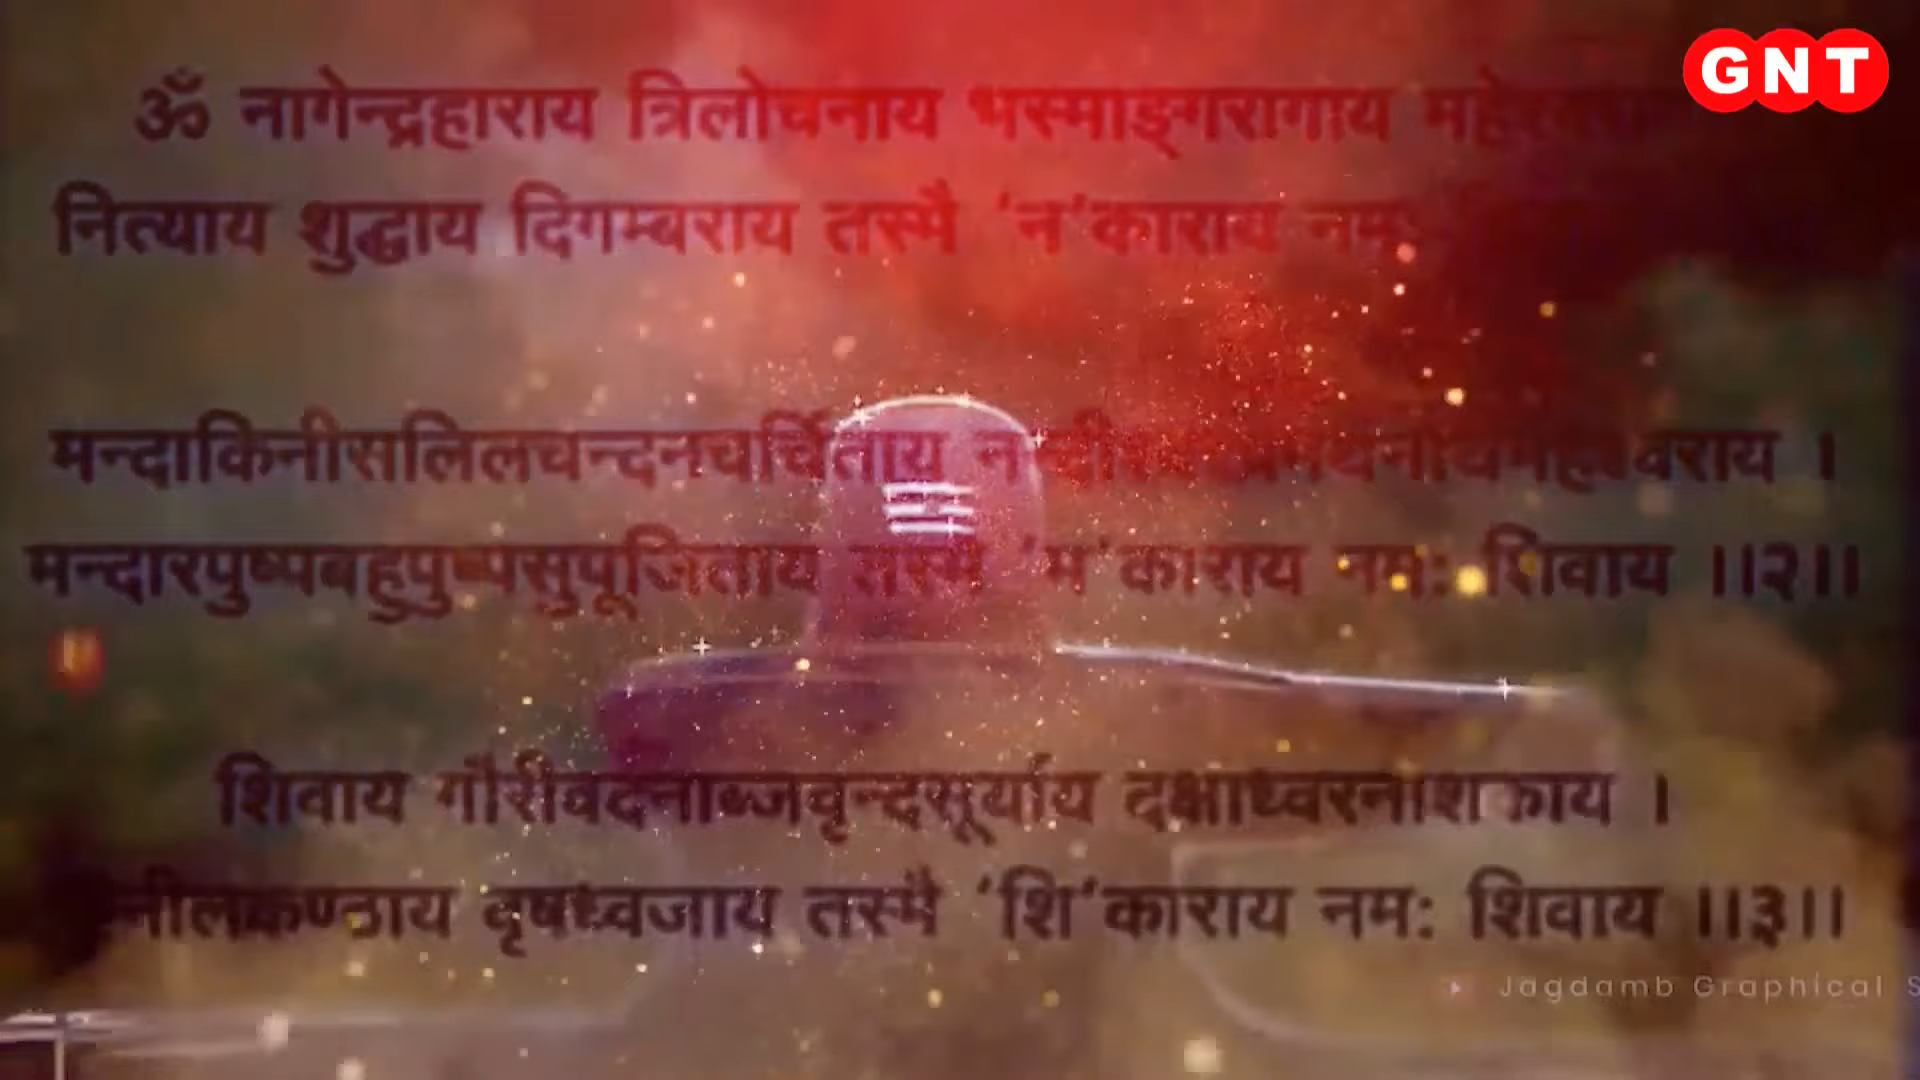 GNT
ॐ नागेन्द्रहाराय त्रिलोचनाय भस्माङ्गरागाय
नित्याय शुद्धाय दिगम्बराय तस्मै ‘न’काराय नमः
मन्दाकिनीसलिलचन्दनचर्चिताय
मन्दारपुष्पबहुपुष्पसुपूजिताय तस्मै ‘म’काराय नमः शिवाय ।।२।।
शिवाय गौरीवदनाब्जवृन्दसूर्याय दक्षाध्वरनाशकाय ।
नीलकण्ठाय वृषध्वजाय तस्मै ‘शि’काराय नमः शिवाय ।।३।।
Jagdamb Graphical S